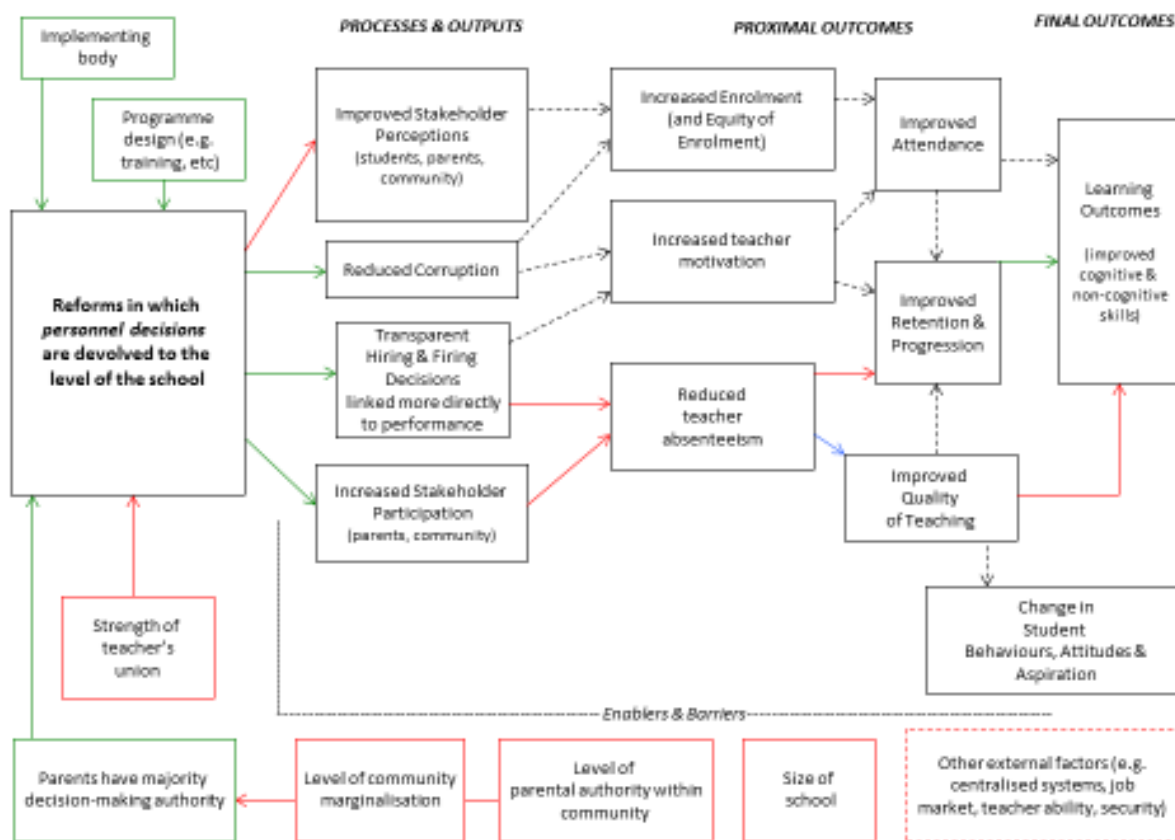 PROCESSES & OUTPUTS
PROXIMAL OUTCOMES
FINAL OUTCOMES
Implementing
body
Programme
design (e.g.
training, etc)
Reforms in which
personnel decisions
are devolved to the
level of the school
Strength of
teacher's
union
Improved Stakeholder
Perceptions
(students, parents,
community)
Reduced Corruption
Transparent
Hiring & Firing
Decisions
linked more directly
to performance
Increased Stakeholder
Participation
(parents, community)
Increased Enrolment
(and Equity of
Enrolment)
Increased teacher
motivation
Reduced
teacher
absenteeism
Improved
Attendance
Improved
Retention &
Progression
Improved
Quality
of Teaching
Learning
Outcomes
(improved
cognitive &
non-cognitive
skills)
Change in
Student
Behaviours, Attitudes &
Aspiration
Enablers & Barriers
Parents have majority
decision-making authority
Level of community
marginalisation
Level of
parental authority within
community
Size of
school
Other external factors (e.g.
centralised systems, job
market, teacher ability, security)